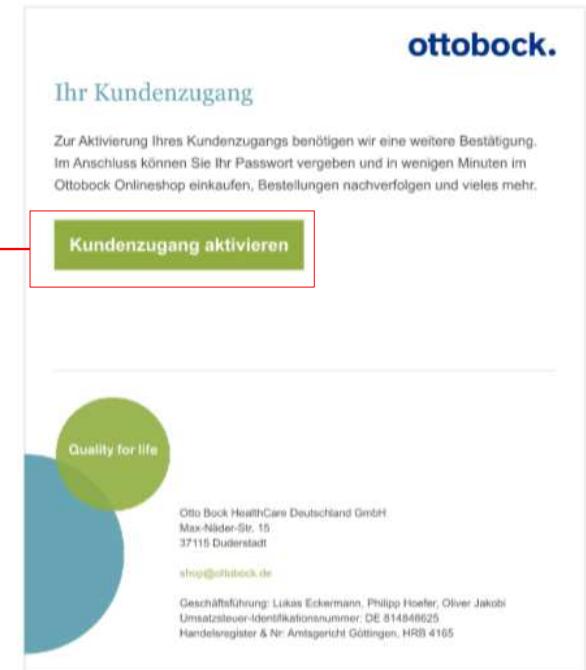 ottobock.
Ihr Kundenzugang
Zur Aktivierung Ihres Kundenzugangs benötigen wir eine weitere Bestätigung.
Im Anschluss können Sie Ihr Passwort vergeben und in wenigen Minuten im
Ottobock Onlineshop einkaufen, Bestellungen nachverfolgen und vieles mehr.
Kundenzugang aktivieren
Quality for life
Otto Bock HealthCare Deutschland GmbH
Max-Näder-Str. 15
37115 Duderstadt
shop@ottobock.de
Geschäftsführung: Lukas Eckermann, Philipp Hoefer, Oliver Jakobi
Umsatzsteuer-Identifikationsnummer: DE 814848625
Handelsregister & Nr: Amtsgericht Göttingen, HRB 4165